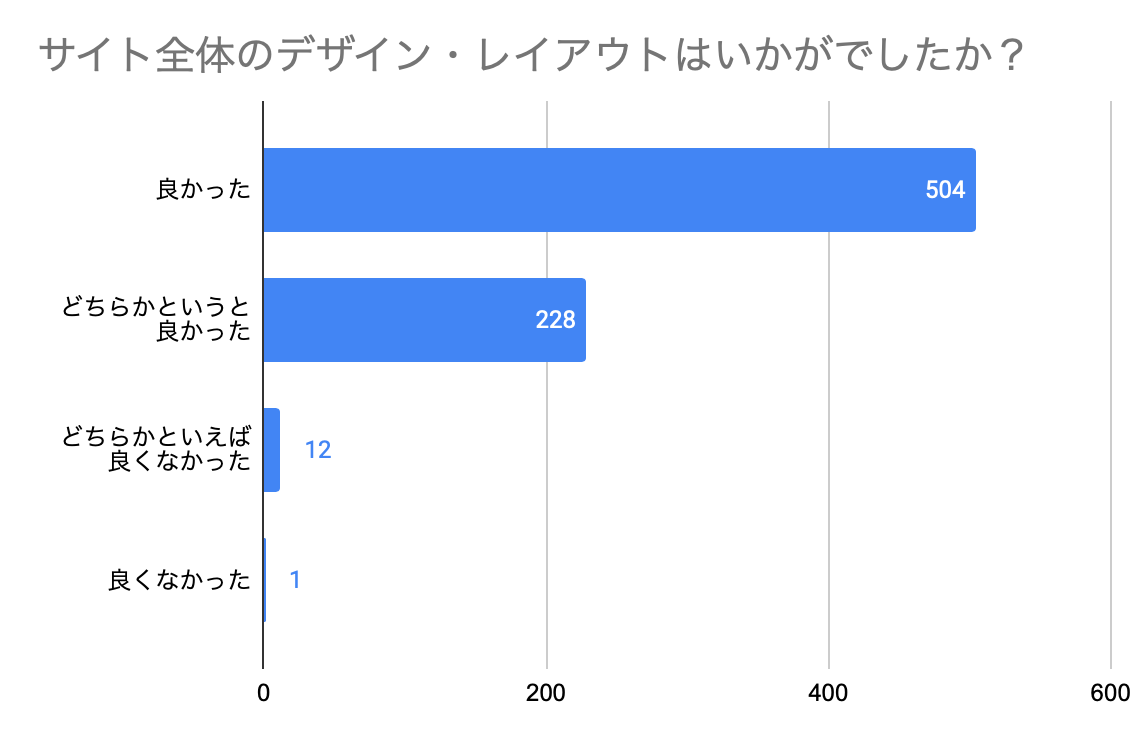 サイト全体のデザイン・レイアウトはいかがでしたか？
良かった
504
どちらかというと
良かった
228
どちらかといえば
良くなかった
12
良くなかった
1
0
200
400
600